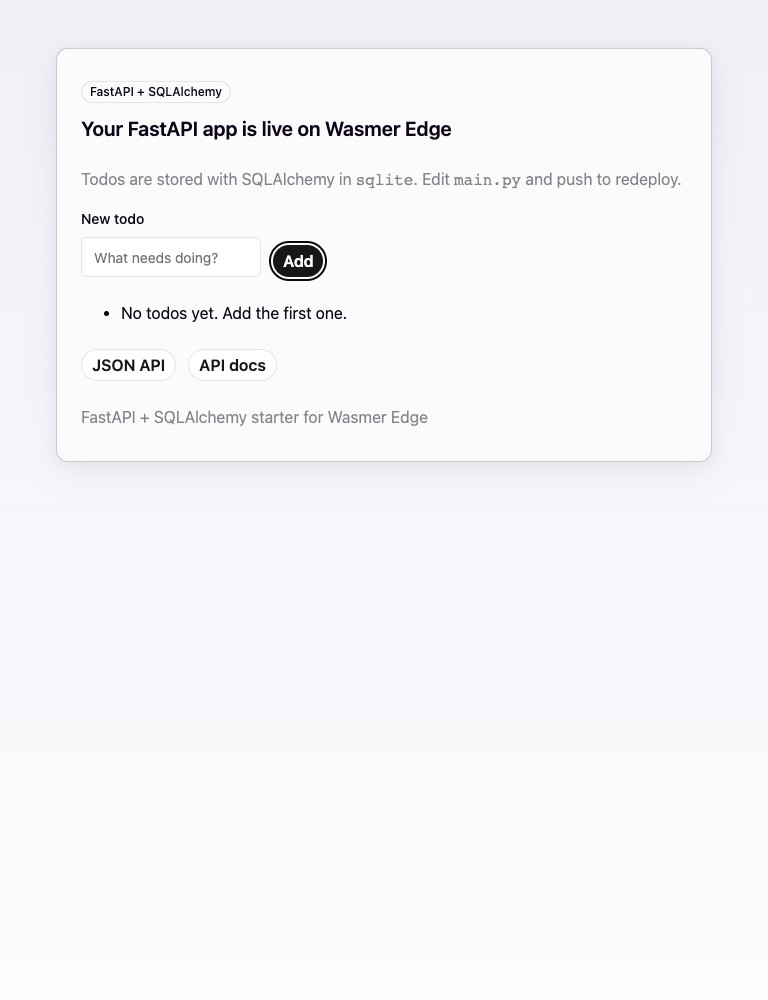 FastAPI + SQLAlchemy
Your FastAPI app is live on Wasmer Edge
Todos are stored with SQLAlchemy in sqlite. Edit main.py and push to redeploy.
New todo
What needs doing? Add
• No todos yet. Add the first one.
JSON API API docs
FastAPI + SQLAlchemy starter for Wasmer Edge